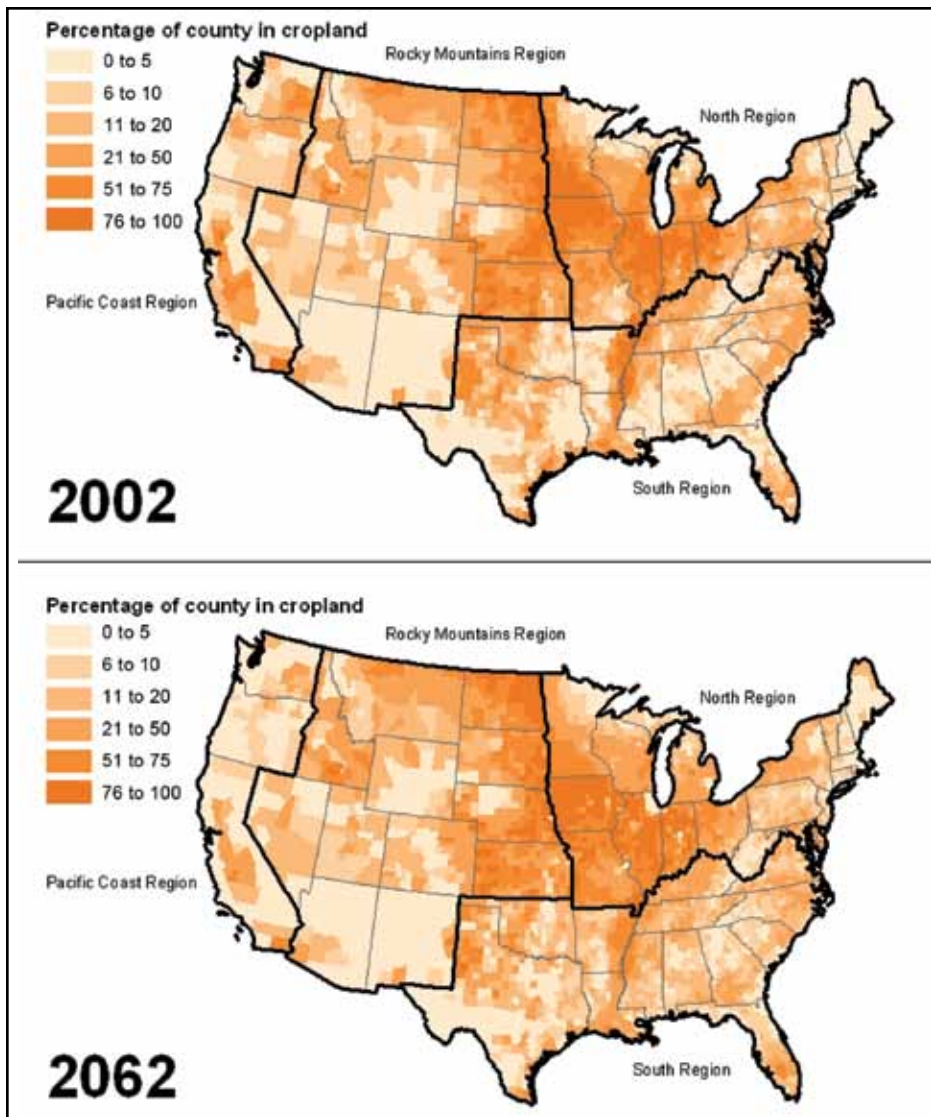 Percentage of county in cropland
Rocky Mountains Region
0 to 5
6 to 10
North Region
11 to 20
21 to 50
51 to 75
76 to 100
Pacific Coast Region
South Region
2002
Percentage of county in cropland
Rocky Mountains Region
0 to 5
6 to 10
North Region
11 to 20
21 to 50
51 to 75
76 to 100
Pacific Coast Region
South Region
2062